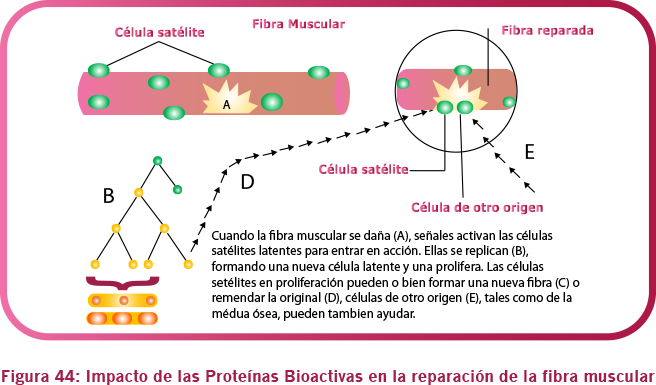 Fibra Muscular
Célula satélite
Fibra reparada
A
Célula satélite
E
D
B
Célula de otro origen
Cuando la fibra muscular se daña (A), señales activan las células
satélites latentes para entrar en acción. Ellas se replican (B),
formando una nueva célula latente y una prolifera. Las células
setélites en proliferación pueden o bien formar una nueva fibra (C) o
remendar la original (D), células de otro origen (E), tales como de la
médua ósea, pueden tambien ayudar.
Figura 44: Impacto de las Proteínas Bioactivas en la reparación de la fibra muscular